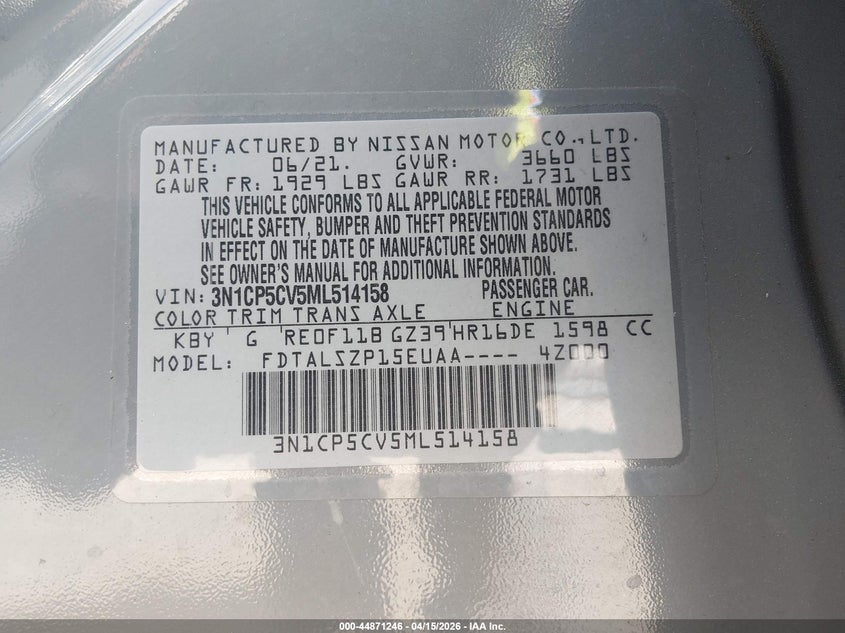 MANUFACTURED BY NISSAN MOTOR CO.,LTD.
DATE: 06/21. GVWR: 3660 LBS
GAWR FR: 1929 LBS GAWR RR: 1731 LBS
THIS VEHICLE CONFORMS TO ALL APPLICABLE FEDERAL MOTOR
VEHICLE SAFETY, BUMPER AND THEFT PREVENTION STANDARDS
IN EFFECT ON THE DATE OF MANUFACTURE SHOWN ABOVE.
SEE OWNER'S MANUAL FOR ADDITIONAL INFORMATION.
VIN: 3N1CP5CV5ML514158 PASSENGER CAR.
COLOR TRIM TRANS AXLE ENGINE
KBY G RE0F11B GZ39 HR16DE 1598 CC
MODEL: FDTALSZP15EUAA---- 4Z000
3N1CP5CV5ML514158
000-44871246 - 04/15/2026 - IAA Inc.